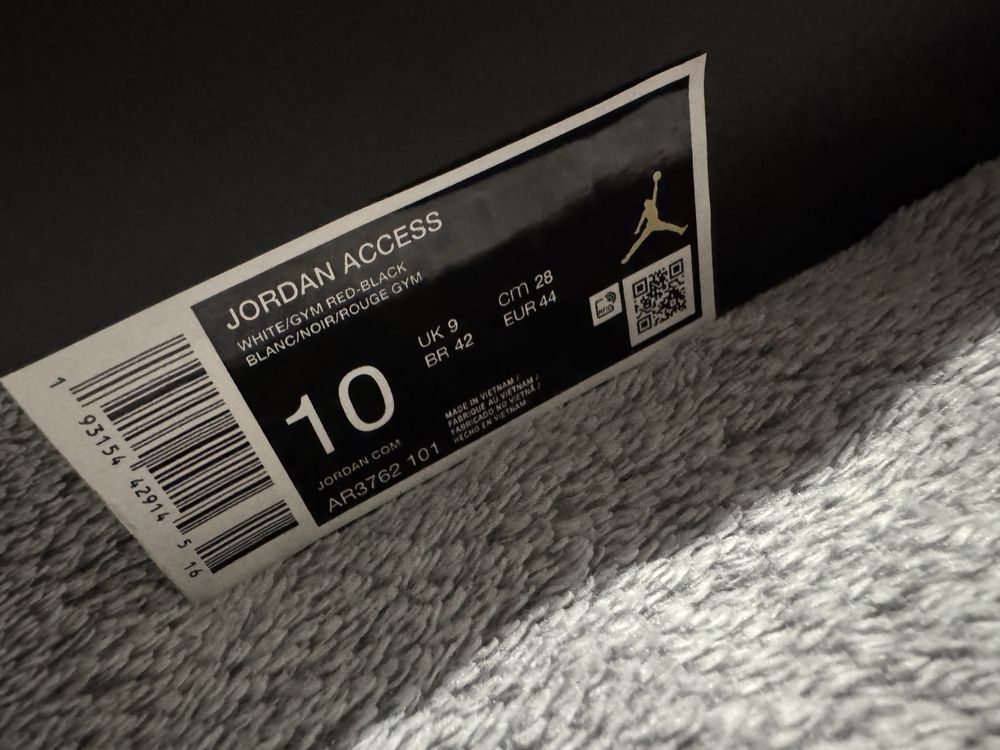 JORDAN ACCESS
WHITE/GYM RED-BLACK
BLANC/NOIR/ROUGE GYM
10
UK 9
BR 42
cm 28
EUR 44
MADE IN VIETNAM /
FABRIQUE AU VIETNAM /
FABRICADO NO VIETNÃ /
HECHO EN VIETNAM
JORDAN.COM
AR3762 101
1 93154 42914 5 16